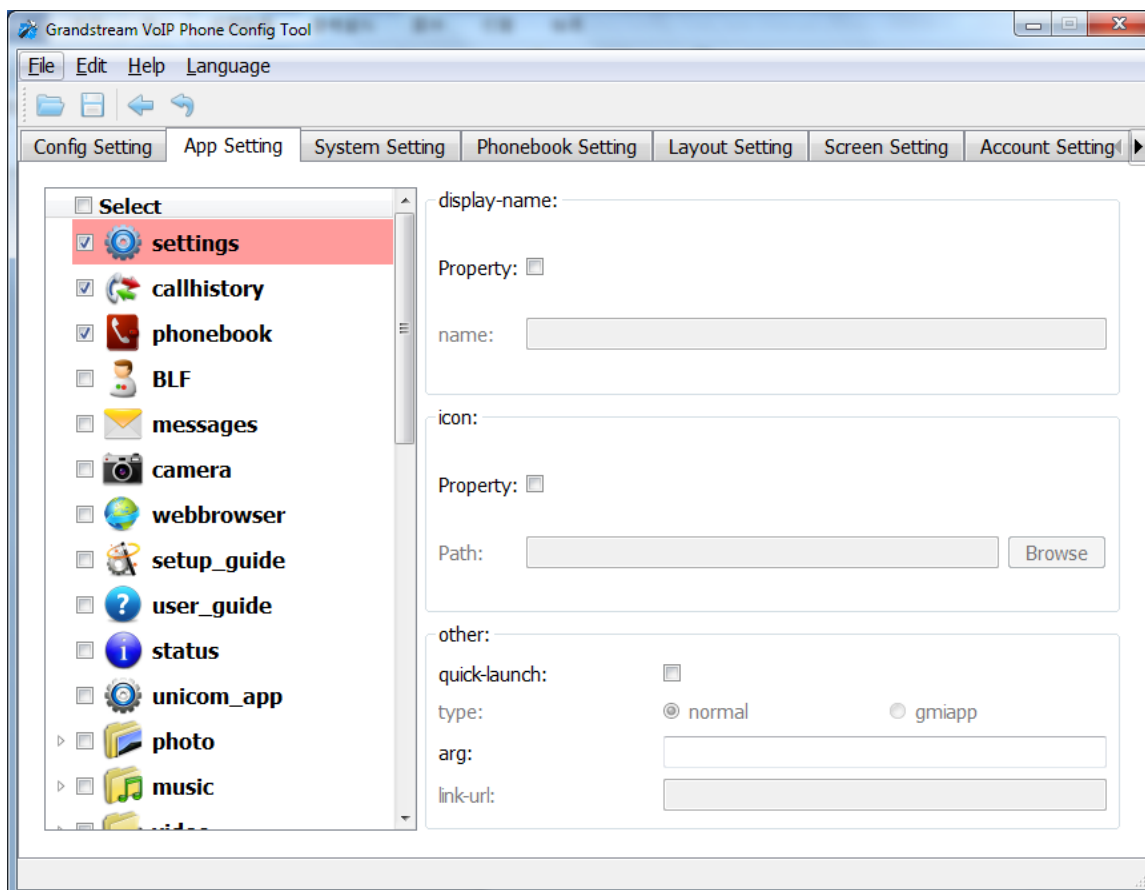 Grandstream VoIP Phone Config Tool
File Edit Help Language
Config Setting App Setting System Setting Phonebook Setting Layout Setting Screen Setting Account Setting
Select
settings
callhistory
phonebook
BLF
messages
camera
webbrowser
setup_guide
user_guide
status
unicom_app
photo
music
display-name:
Property:
name:
icon:
Property:
Path: Browse
other:
quick-launch:
type: normal gmiapp
arg:
link-url: